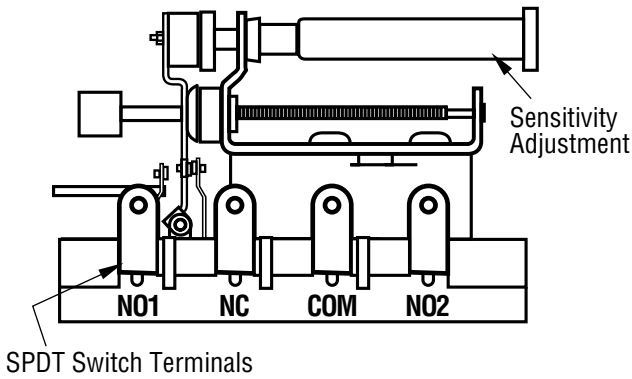 Sensitivity
Adjustment
NO1 NC COM NO2
SPDT Switch Terminals